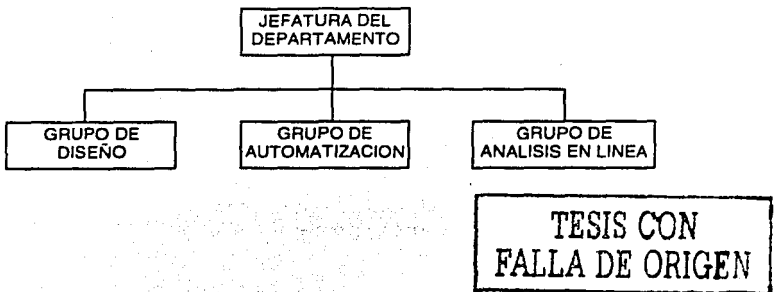 JEFATURA DEL
DEPARTAMENTO
GRUPO DE
DISEÑO
GRUPO DE
AUTOMATIZACION
GRUPO DE
ANALISIS EN LINEA
TESIS CON
FALLA DE ORIGEN